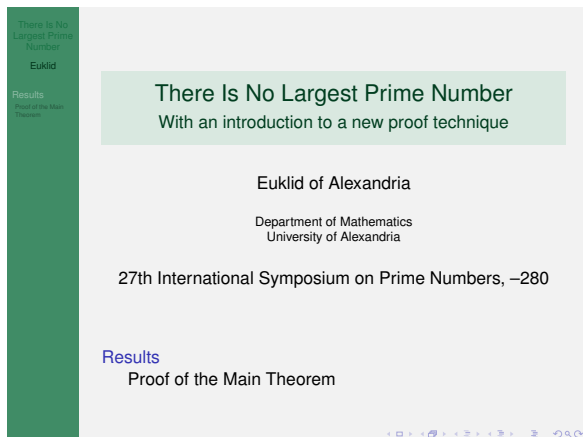 There Is No
Largest Prime
Number
Euklid
Results
Proof of the Main
Theorem
There Is No Largest Prime Number
With an introduction to a new proof technique
Euklid of Alexandria
Department of Mathematics
University of Alexandria
27th International Symposium on Prime Numbers, –280
Results
Proof of the Main Theorem